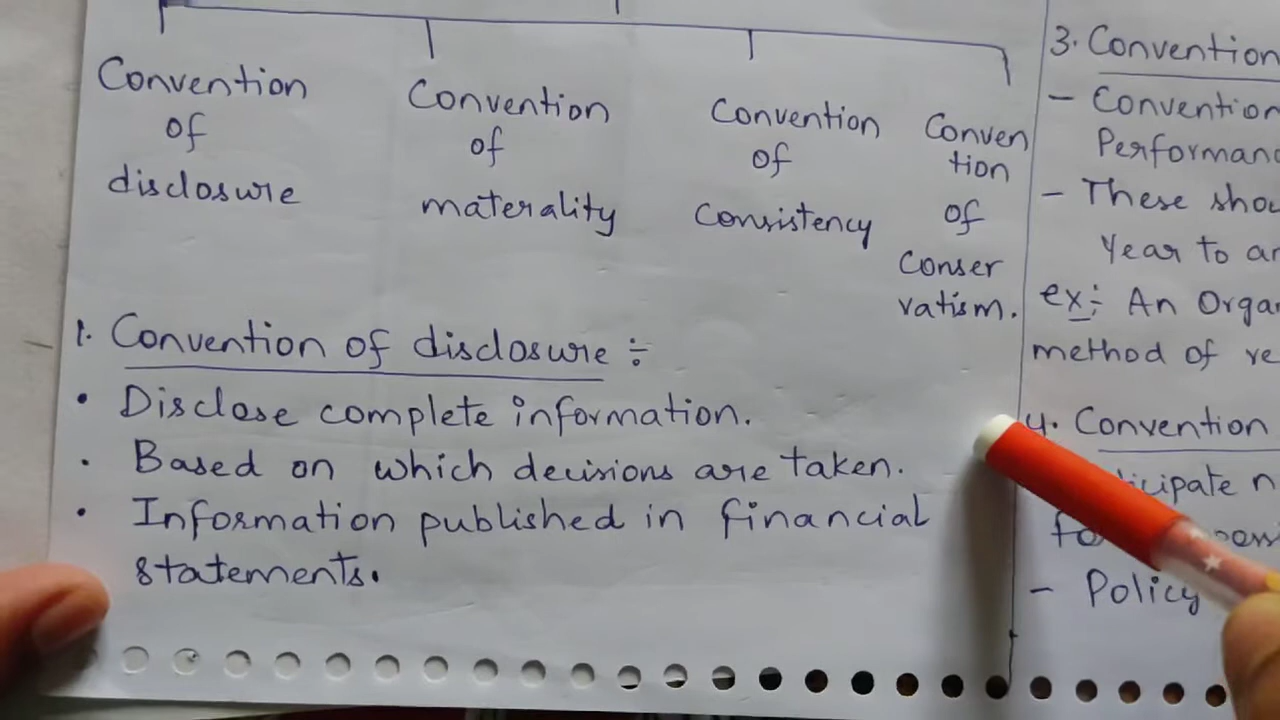 Convention
of
disclosure
Convention
of
materality
Convention
of
Consistency
Conven
tion
of
Conser
vatism.
1. Convention of disclosure ÷
• Disclose complete information.
• Based on which decisions are taken.
• Information published in financial
statements.
3. Convention
- Convention
Performanc
- These shou
Year to an
ex÷ An Orga
method of re
4. Convention
icipate n
- Policy